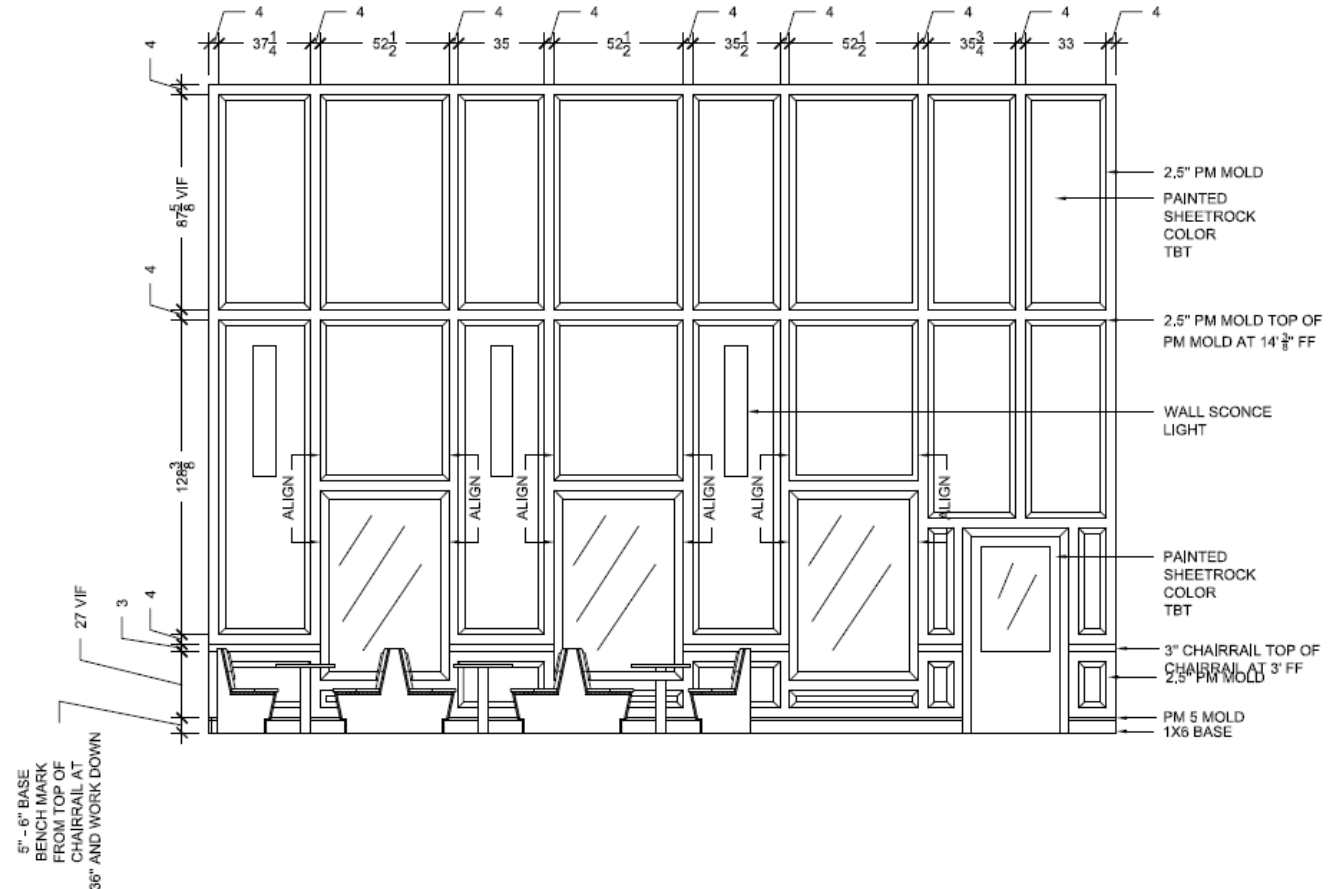 4
4
4
4
4
4
4
4
4
37 1/4
52 1/2
35
52 1/2
35 1/2
52 1/2
35 3/4
33
4
87 5/8 VIF
4
128 3/8
4
3
27 VIF
5" - 6" BASE
BENCH MARK
FROM TOP OF
CHAIRRAIL AT
36" AND WORK DOWN
ALIGN
ALIGN
ALIGN
ALIGN
ALIGN
ALIGN
2.5" PM MOLD
PAINTED
SHEETROCK
COLOR
TBT
2.5" PM MOLD TOP OF
PM MOLD AT 14' 3/8" FF
WALL SCONCE
LIGHT
PAINTED
SHEETROCK
COLOR
TBT
3" CHAIRRAIL TOP OF
CHAIRRAIL AT 3' FF
2.5" PM MOLD
PM 5 MOLD
1X6 BASE